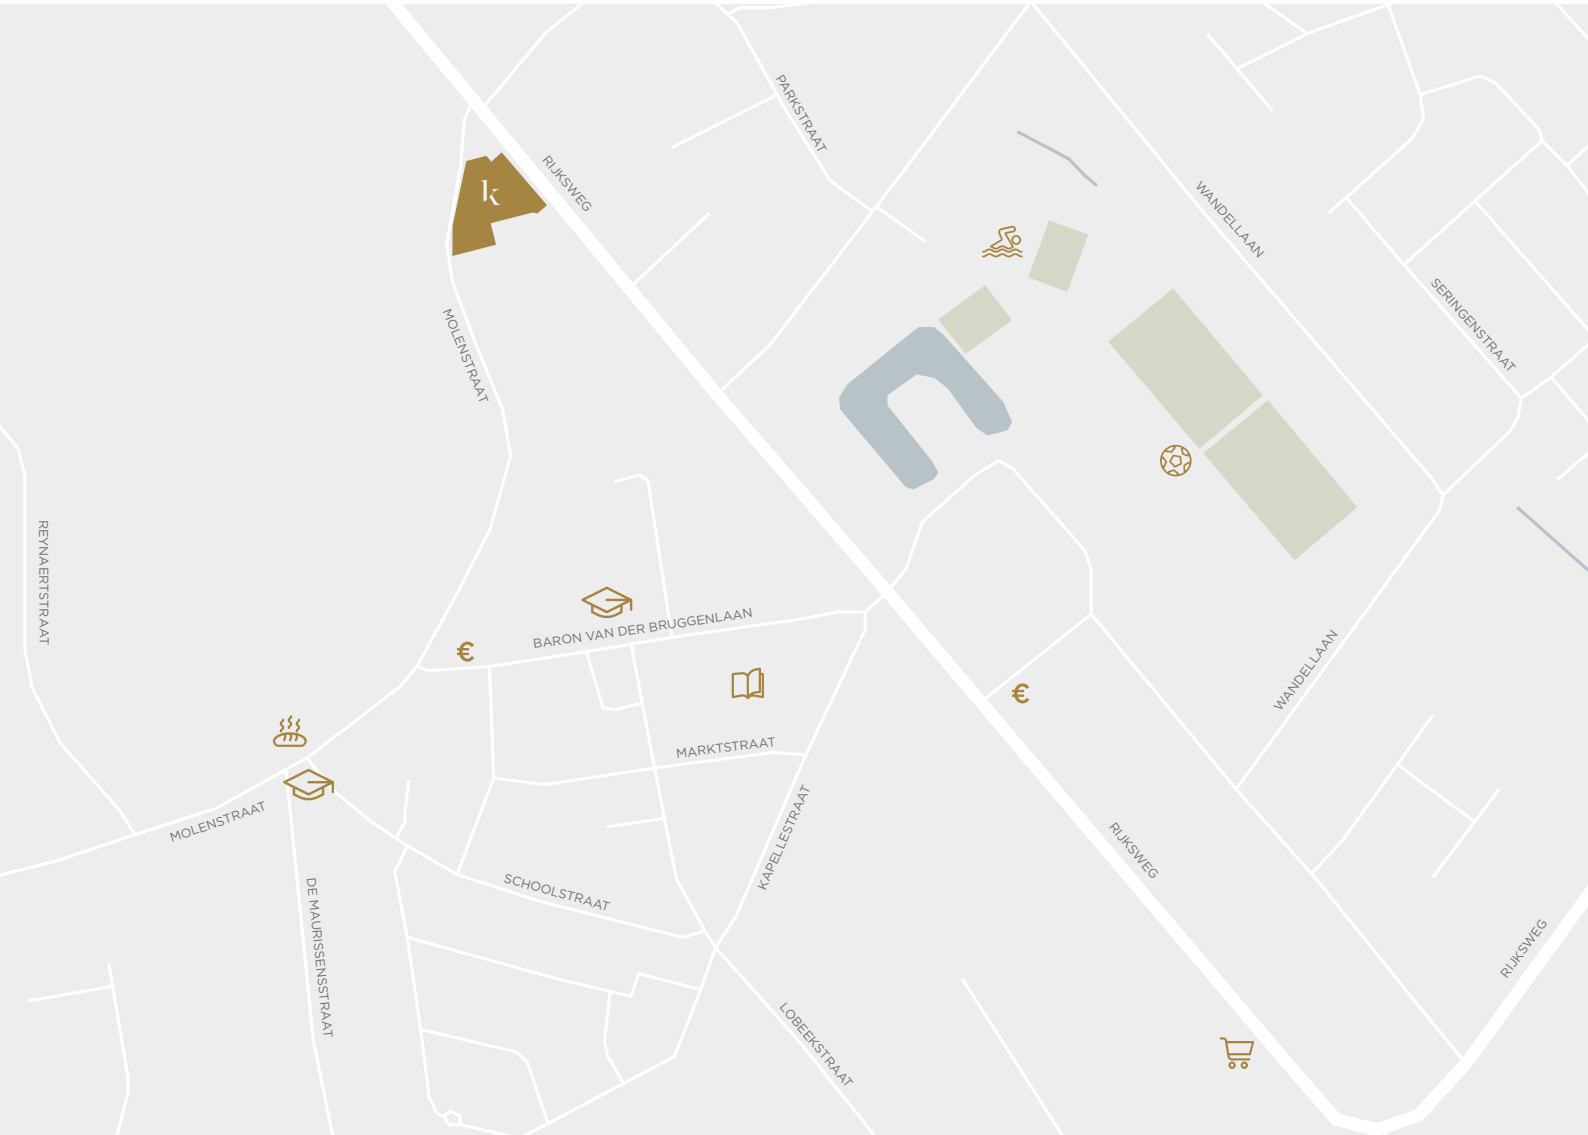 PARKSTRAAT
RIJKSWEG
k
WANDELLAAN
SERINGENSTRAAT
MOLENSTRAAT
REYNAERTSTRAAT
BARON VAN DER BRUGGENLAAN
€
WANDELLAAN
€
MARKTSTRAAT
MOLENSTRAAT
KAPELLESTRAAT
RIJKSWEG
SCHOOLSTRAAT
DE MAURISSENSSTRAAT
RIJKSWEG
LOBEEKSTRAAT